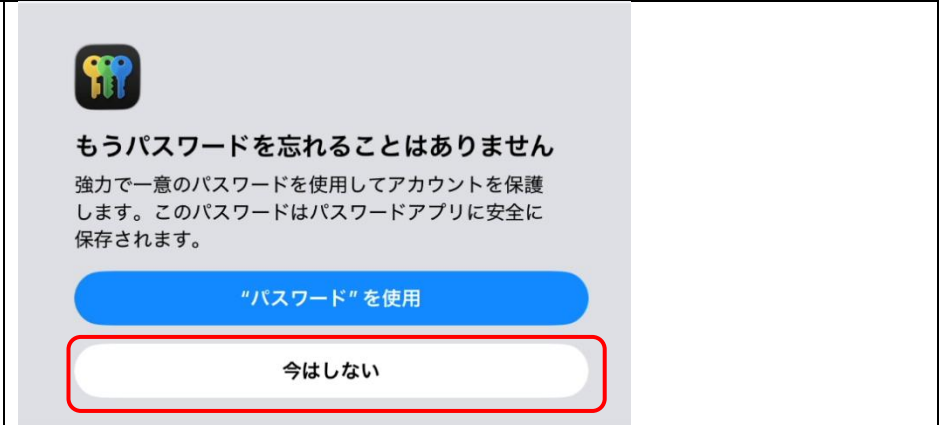 もうパスワードを忘れることはありません
強力で一意のパスワードを使用してアカウントを保護
します。このパスワードはパスワードアプリに安全に
保存されます。
“パスワード” を使用
今はしない